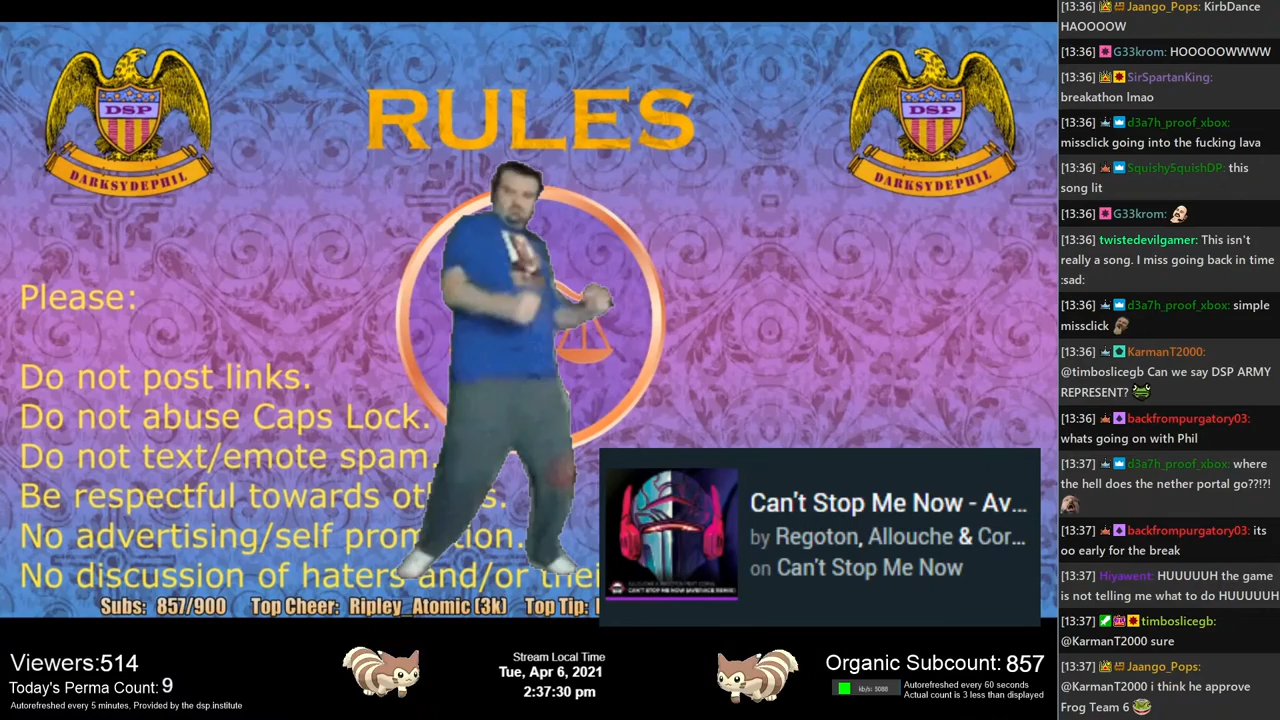 DSP
DARKSYDEPHIL
RULES
DSP
DARKSYDEPHIL
Please:
Do not post links.
Do not abuse Caps Lock.
Do not text/emote spam.
Be respectful towards ot s.
No advertising/self prom tion.
No discussion of haters and/or thei
Subs: 857/900 Top Cheer: Ripley_Atomic (3k) Top Tip:
Can't Stop Me Now - Av...
by Regoton, Allouche & Cor...
on Can't Stop Me Now
CAN'T STOP ME NOW
Viewers:514
Today's Perma Count: 9
Autorefreshed every 5 minutes, Provided by the dsp.institute
Stream Local Time
Tue, Apr 6, 2021
2:37:30 pm
Organic Subcount: 857
kb/s: 5088
Autorefreshed every 60 seconds
Actual count is 3 less than displayed
[13:36] Jaango_Pops: KirbDance
HAOOOOW
[13:36] G33krom: HOOOOOWWWW
[13:36] SirSpartanKing:
breakathon lmao
[13:36] d3a7h_proof_xbox:
missclick going into the fucking lava
[13:36] Squishy5quishDP: this
song lit
[13:36] G33krom:
[13:36] twistedevilgamer: This isn't
really a song. I miss going back in time
:sad:
[13:36] d3a7h_proof_xbox: simple
missclick
[13:36] KarmanT2000:
@timboslicegb Can we say DSP ARMY
REPRESENT?
[13:36] backfrompurgatory03:
whats going on with Phil
[13:37] d3a7h_proof_xbox: where
the hell does the nether portal go??!?!
[13:37] backfrompurgatory03: its
oo early for the break
[13:37] Hiyawent: HUUUUUH the game
is not telling me what to do HUUUUUH
[13:37] timboslicegb:
@KarmanT2000 sure
[13:37] Jaango_Pops:
@KarmanT2000 i think he approve
Frog Team 6